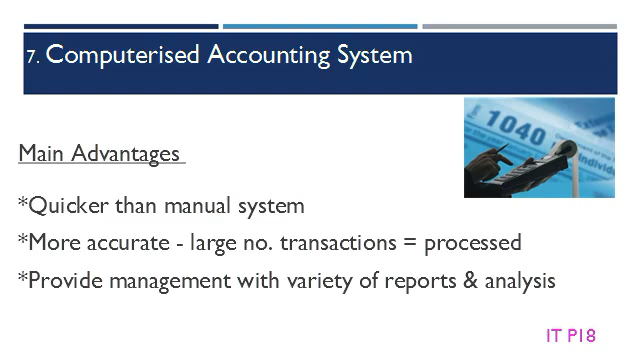 7. Computerised Accounting System
1040
Main Advantages
*Quicker than manual system
*More accurate - large no. transactions = processed
*Provide management with variety of reports & analysis
IT P18